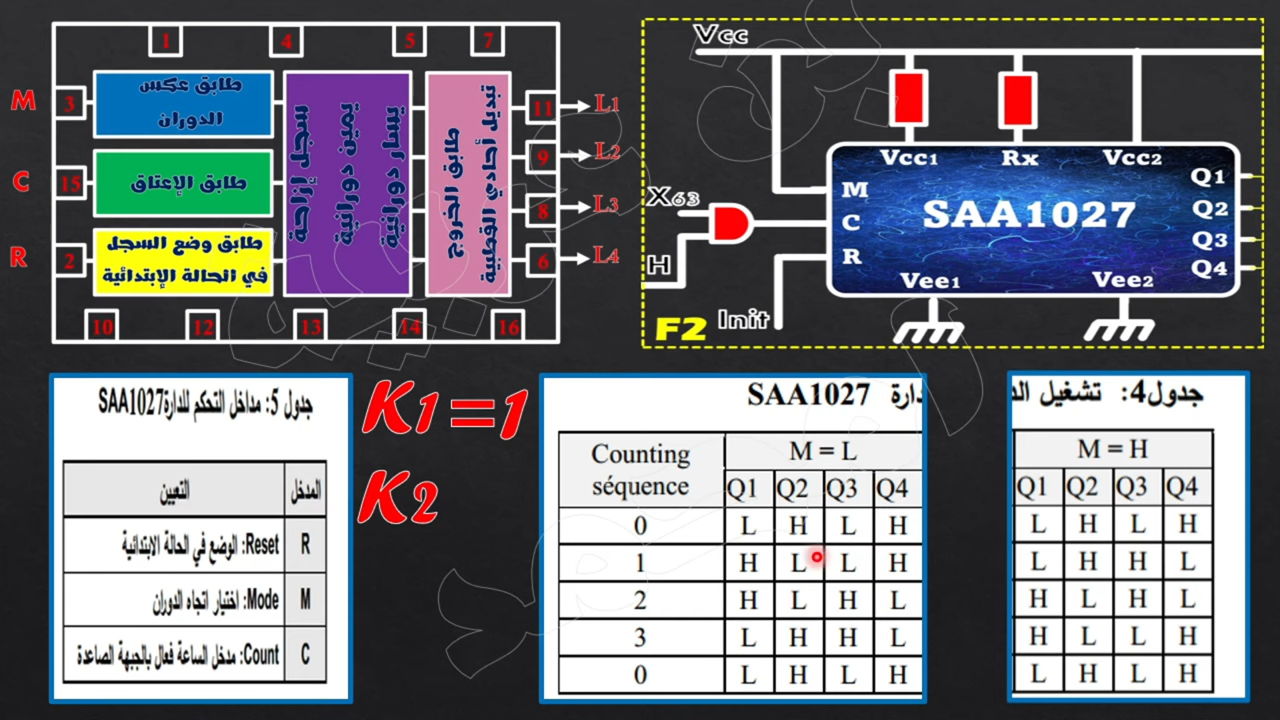 1
4
5
7
M
3
طابق عكس
الدوران
C
15
طابق الإعتاق
R
2
طابق وضع السجل
في الحالة الإبتدائية
سجل إزاحة
يمين دورانية
يسار دورانية
طابق الخروج
تبديل أحادي القطبية
11
L1
9
L2
8
L3
6
L4
10
12
13
14
16
Vcc
Vcc1
Rx
Vcc2
M
C
R
SAA1027
Q1
Q2
Q3
Q4
Vee1
Vee2
X63
H
F2
Init
جدول 5: مداخل التحكم للدارة SAA1027
المدخل التعيين
R Reset: الوضع في الحالة الابتدائية
M Mode: اختيار اتجاه الدوران
C Count: مدخل الساعة فعال بالجبهة الصاعدة
K1=1
K2
دارة SAA1027
Counting séquence M = L
Q1 Q2 Q3 Q4
0 L H L H
1 H L L H
2 H L H L
3 L H H L
0 L H L H
جدول4: تشغيل الد
M = H
Q1 Q2 Q3 Q4
L H L H
L H H L
H L H L
H L L H
L H L H